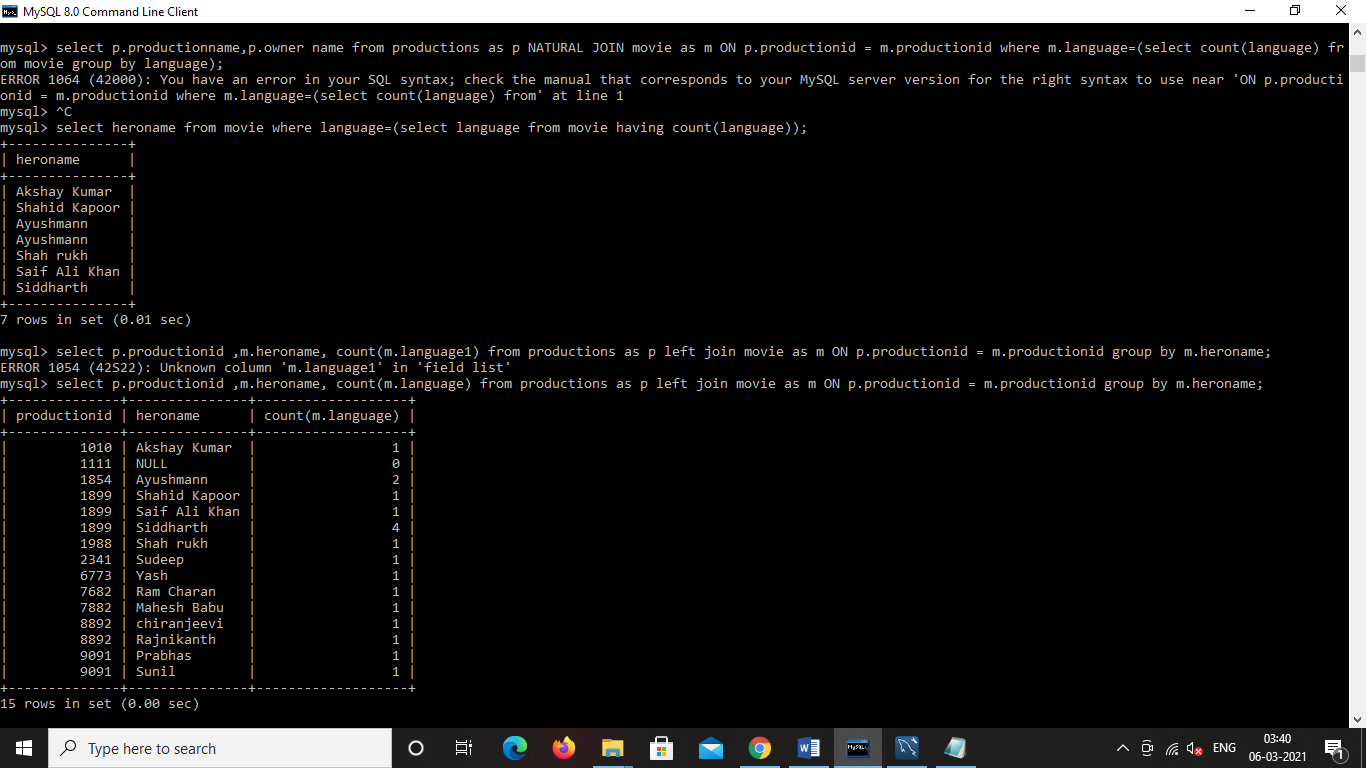 MySQL 8.0 Command Line Client
mysql> select p.productionname,p.owner name from productions as p NATURAL JOIN movie as m ON p.productionid = m.productionid where m.language=(select count(language) fr
om movie group by language);
ERROR 1064 (42000): You have an error in your SQL syntax; check the manual that corresponds to your MySQL server version for the right syntax to use near 'ON p.producti
onid = m.productionid where m.language=(select count(language) from' at line 1
mysql> ^C
mysql> select heroname from movie where language=(select language from movie having count(language));
+---------------+
| heroname      |
+---------------+
| Akshay Kumar  |
| Shahid Kapoor |
| Ayushmann     |
| Ayushmann     |
| Shah rukh     |
| Saif Ali Khan |
| Siddharth     |
+---------------+
7 rows in set (0.01 sec)
mysql> select p.productionid ,m.heroname, count(m.language1) from productions as p left join movie as m ON p.productionid = m.productionid group by m.heroname;
ERROR 1054 (42S22): Unknown column 'm.language1' in 'field list'
mysql> select p.productionid ,m.heroname, count(m.language) from productions as p left join movie as m ON p.productionid = m.productionid group by m.heroname;
+--------------+---------------+-------------------+
| productionid | heroname      | count(m.language) |
+--------------+---------------+-------------------+
|         1010 | Akshay Kumar  |                 1 |
|         1111 | NULL          |                 0 |
|         1854 | Ayushmann     |                 2 |
|         1899 | Shahid Kapoor |                 1 |
|         1899 | Saif Ali Khan |                 1 |
|         1899 | Siddharth     |                 4 |
|         1988 | Shah rukh     |                 1 |
|         2341 | Sudeep        |                 1 |
|         6773 | Yash          |                 1 |
|         7682 | Ram Charan    |                 1 |
|         7882 | Mahesh Babu   |                 1 |
|         8892 | chiranjeevi   |                 1 |
|         8892 | Rajnikanth    |                 1 |
|         9091 | Prabhas       |                 1 |
|         9091 | Sunil         |                 1 |
+--------------+---------------+-------------------+
15 rows in set (0.00 sec)
Type here to search
ENG
03:40
06-03-2021
1